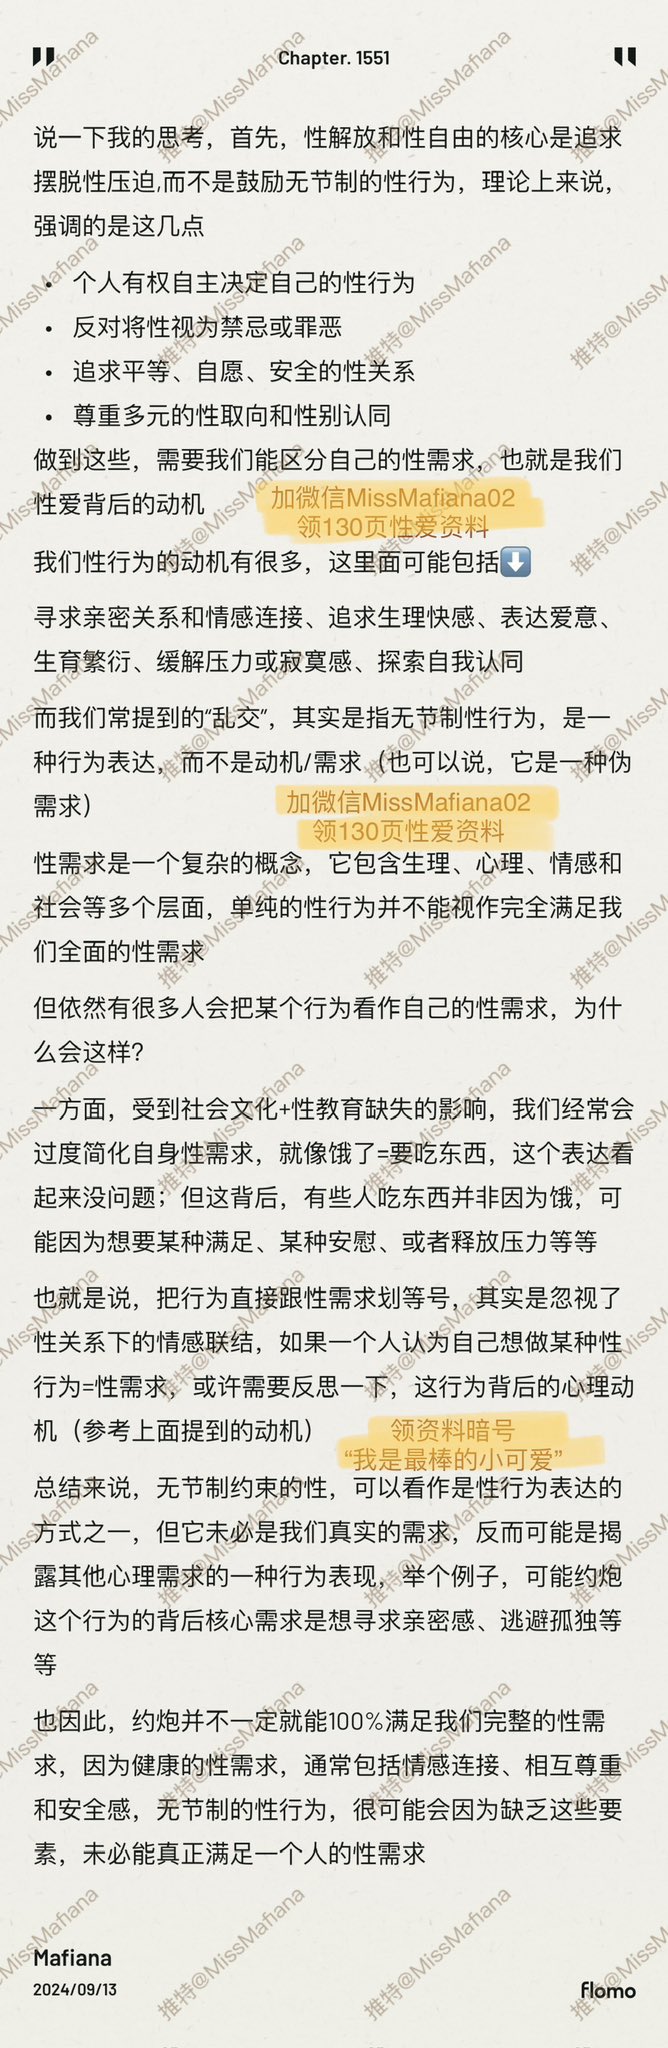 Chapter. 1551
说一下我的思考，首先，性解放和性自由的核心是追求
摆脱性压迫,而不是鼓励无节制的性行为，理论上来说，
强调的是这几点
• 个人有权自主决定自己的性行为
• 反对将性视为禁忌或罪恶
• 追求平等、自愿、安全的性关系
• 尊重多元的性取向和性别认同
做到这些，需要我们能区分自己的性需求，也就是我们
性爱背后的动机
加微信MissMafiana02
领130页性爱资料
我们性行为的动机有很多，这里面可能包括⬇️
寻求亲密关系和情感连接、追求生理快感、表达爱意、
生育繁衍、缓解压力或寂寞感、探索自我认同
而我们常提到的“乱交”，其实是指无节制性行为，是一
种行为表达，而不是动机/需求（也可以说，它是一种伪
需求）
加微信MissMafiana02
领130页性爱资料
性需求是一个复杂的概念，它包含生理、心理、情感和
社会等多个层面，单纯的性行为并不能视作完全满足我
们全面的性需求
但依然有很多人会把某个行为看作自己的性需求，为什
么会这样？
一方面，受到社会文化+性教育缺失的影响，我们经常会
过度简化自身性需求，就像饿了=要吃东西，这个表达看
起来没问题；但这背后，有些人吃东西并非因为饿，可
能因为想要某种满足、某种安慰、或者释放压力等等
也就是说，把行为直接跟性需求划等号，其实是忽视了
性关系下的情感联结，如果一个人认为自己想做某种性
行为=性需求，或许需要反思一下，这行为背后的心理动
机（参考上面提到的动机）
领资料暗号
“我是最棒的小可爱”
总结来说，无节制约束的性，可以看作是性行为表达的
方式之一，但它未必是我们真实的需求，反而可能是揭
露其他心理需求的一种行为表现，举个例子，可能约炮
这个行为的背后核心需求是想寻求亲密感、逃避孤独等
等
也因此，约炮并不一定就能100%满足我们完整的性需
求，因为健康的性需求，通常包括情感连接、相互尊重
和安全感，无节制的性行为，很可能会因为缺乏这些要
素，未必能真正满足一个人的性需求
Mafiana
2024/09/13
flomo
推特@MissMafiana